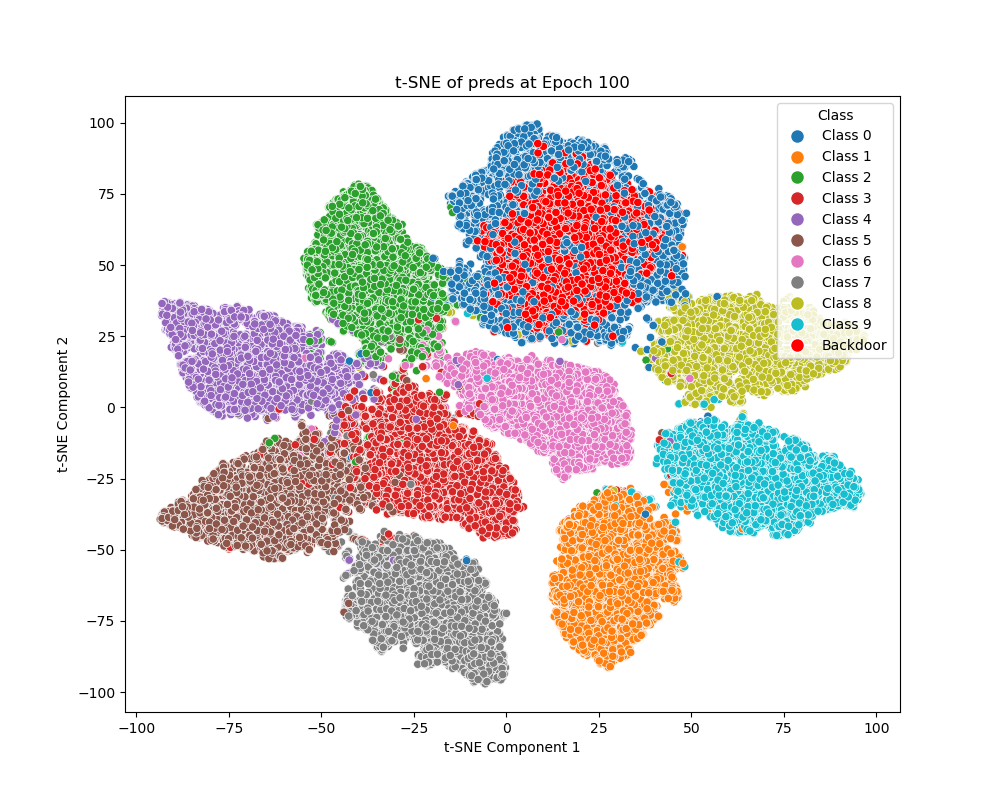 t-SNE of preds at Epoch 100
Class
Class 0
Class 1
Class 2
Class 3
Class 4
Class 5
Class 6
Class 7
Class 8
Class 9
Backdoor
100
75
50
25
0
−25
−50
−75
−100
t-SNE Component 2
−100
−75
−50
−25
0
25
50
75
100
t-SNE Component 1